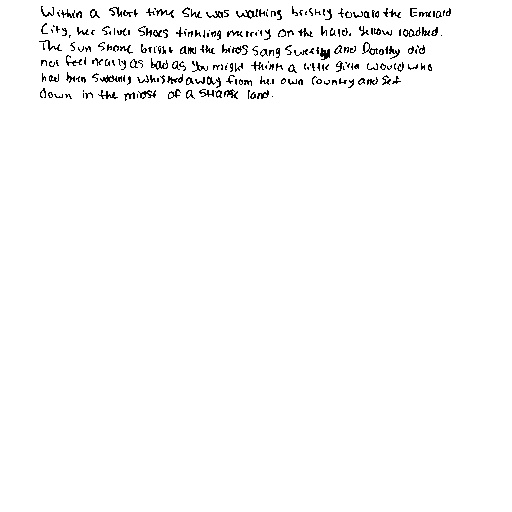 Within a short time she was walking briskly toward the Emerald
City, her Silver Shoes tinkling merrily on the hard, yellow roadbed.
The sun shone bright and the birds sang sweetly and Dorothy did
not feel nearly as bad as you might think a little girl would who
had been suddenly whisked away from her own country and set
down in the midst of a strange land.